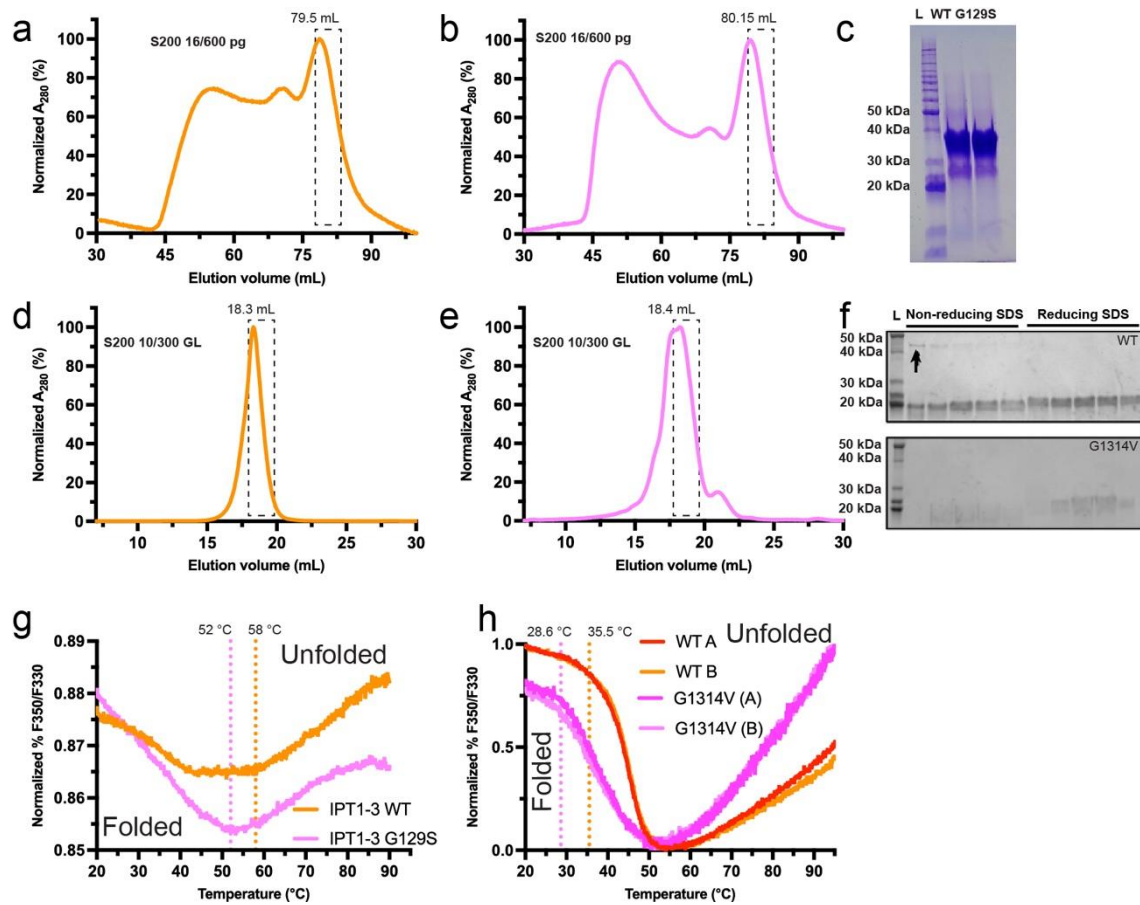 a
79.5 mL
S200 16/600 pg
Normalized A280 (%)
100
80
60
40
20
0
30 45 60 75 90
Elution volume (mL)
b
80.15 mL
S200 16/600 pg
Normalized A280 (%)
100
80
60
40
20
0
30 45 60 75 90
Elution volume (mL)
c
L WT G129S
50 kDa
40 kDa
30 kDa
20 kDa
d
18.3 mL
S200 10/300 GL
Normalized A280 (%)
100
80
60
40
20
0
10 15 20 25 30
Elution volume (mL)
e
18.4 mL
S200 10/300 GL
Normalized A280 (%)
100
80
60
40
20
0
10 15 20 25 30
Elution volume (mL)
f
L Non-reducing SDS Reducing SDS
50 kDa
40 kDa
30 kDa
20 kDa
WT
50 kDa
40 kDa
30 kDa
20 kDa
G1314V
g
52 °C 58 °C
Normalized % F350/F330
0.89
0.88
0.87
0.86
0.85
Unfolded
Folded
IPT1-3 WT
IPT1-3 G129S
20 30 40 50 60 70 80 90
Temperature (°C)
h
28.6 °C 35.5 °C
Normalized % F350/F330
1.0
0.5
0.0
Unfolded
Folded
WT A
WT B
G1314V (A)
G1314V (B)
20 30 40 50 60 70 80 90
Temperature (°C)